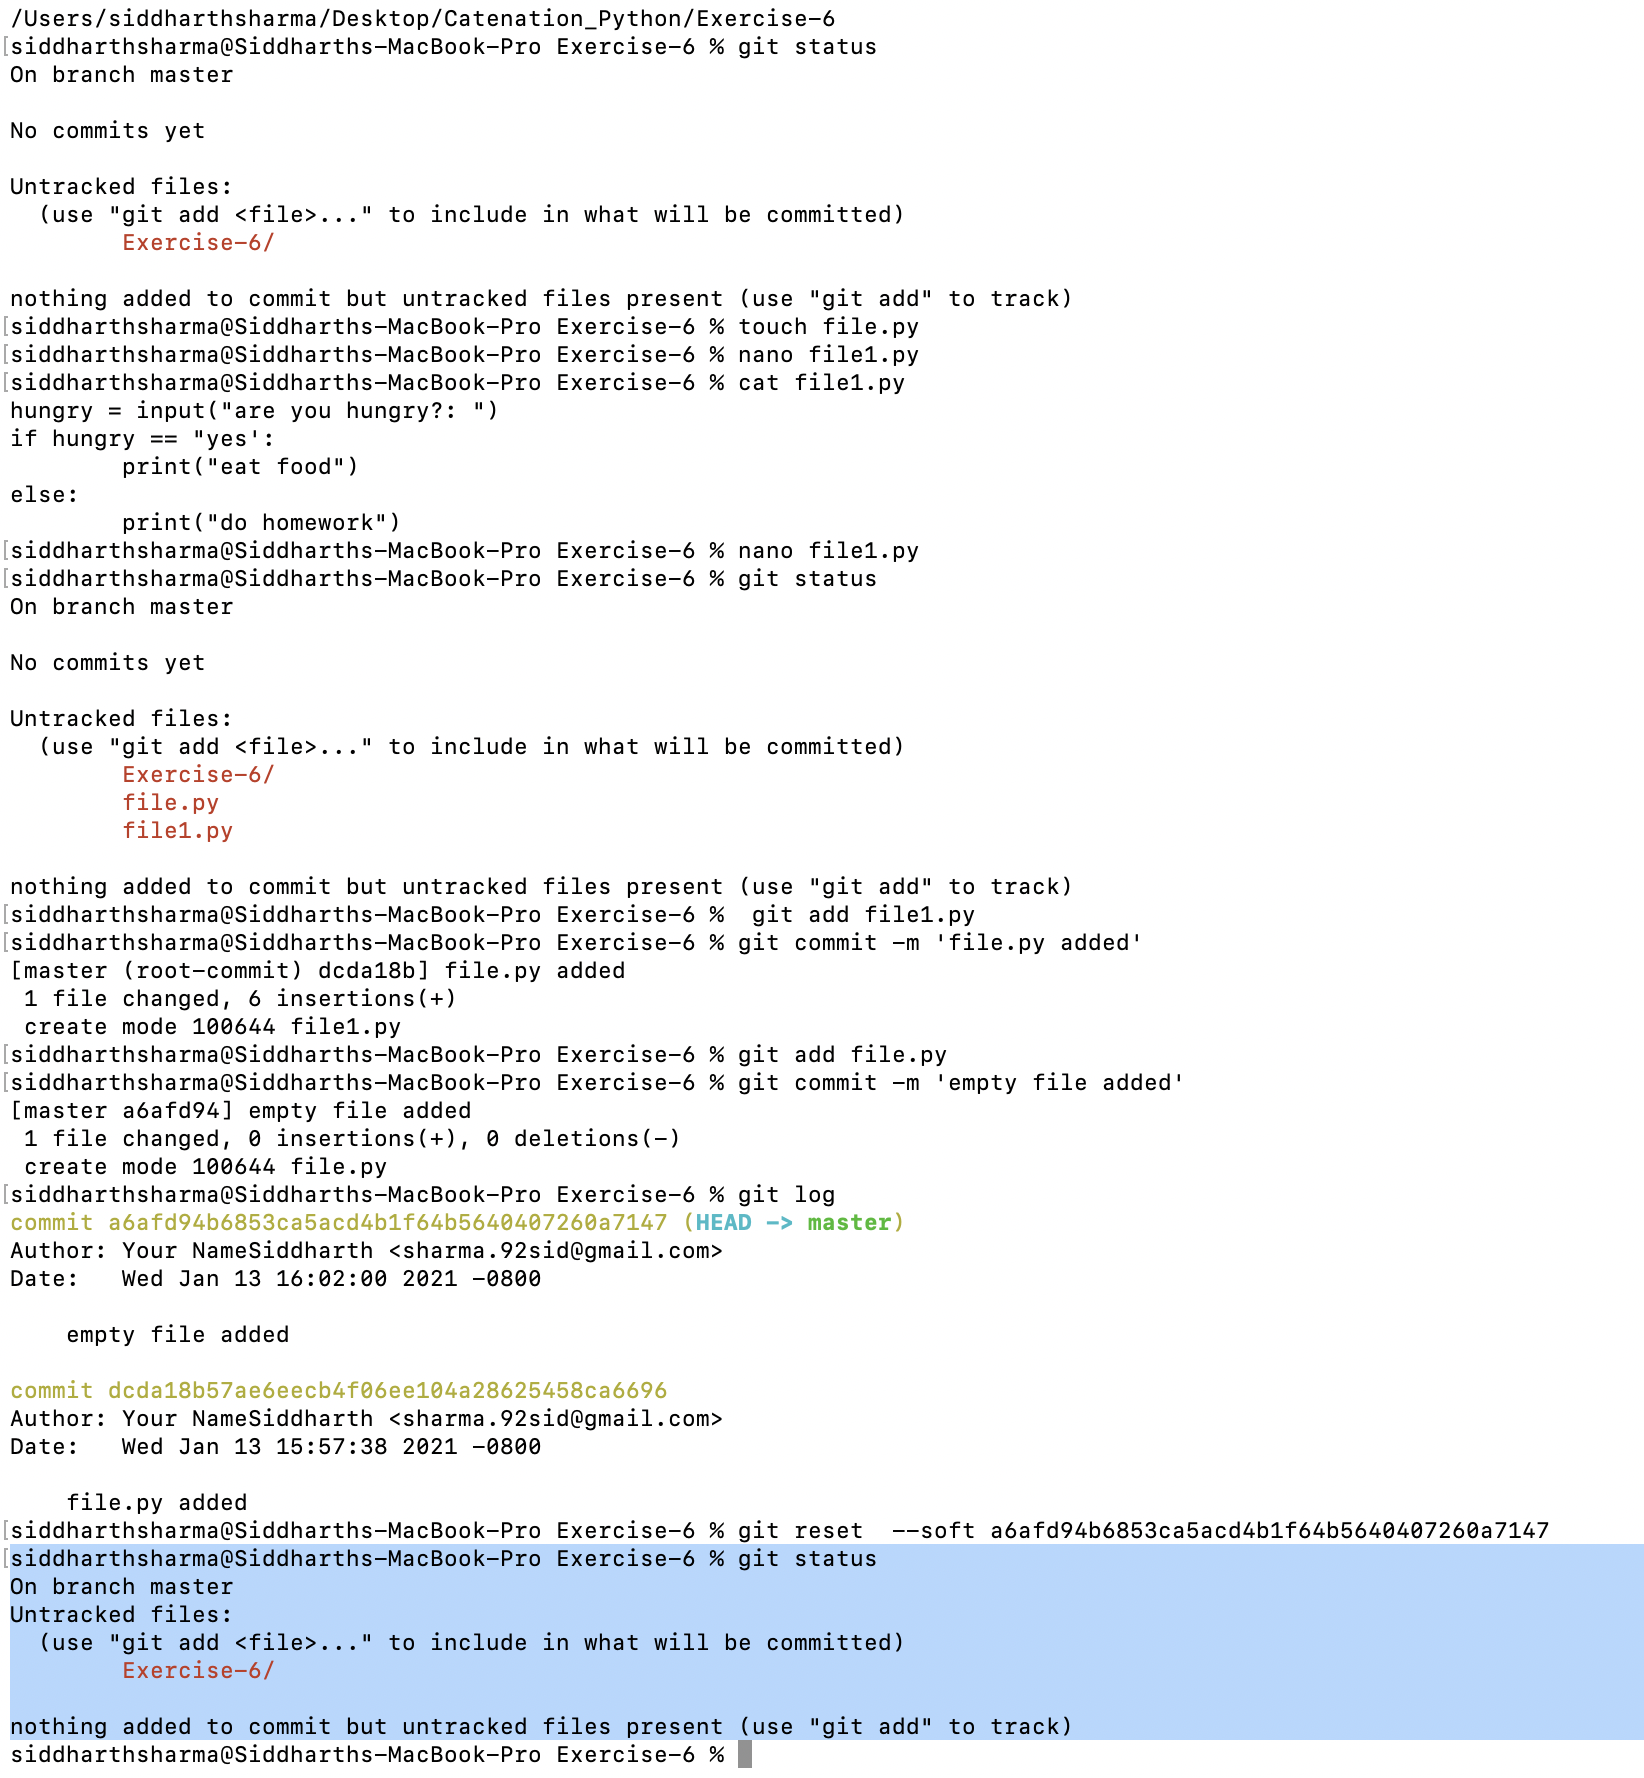 /Users/siddharthsharma/Desktop/Catenation_Python/Exercise-6
[siddharthsharma@Siddharths-MacBook-Pro Exercise-6 % git status
On branch master
No commits yet
Untracked files:
  (use "git add <file>..." to include in what will be committed)
        Exercise-6/
nothing added to commit but untracked files present (use "git add" to track)
[siddharthsharma@Siddharths-MacBook-Pro Exercise-6 % touch file.py
[siddharthsharma@Siddharths-MacBook-Pro Exercise-6 % nano file1.py
[siddharthsharma@Siddharths-MacBook-Pro Exercise-6 % cat file1.py
hungry = input("are you hungry?: ")
if hungry == "yes':
        print("eat food")
else:
        print("do homework")
[siddharthsharma@Siddharths-MacBook-Pro Exercise-6 % nano file1.py
[siddharthsharma@Siddharths-MacBook-Pro Exercise-6 % git status
On branch master
No commits yet
Untracked files:
  (use "git add <file>..." to include in what will be committed)
        Exercise-6/
        file.py
        file1.py
nothing added to commit but untracked files present (use "git add" to track)
[siddharthsharma@Siddharths-MacBook-Pro Exercise-6 %  git add file1.py
[siddharthsharma@Siddharths-MacBook-Pro Exercise-6 % git commit -m 'file.py added'
[master (root-commit) dcda18b] file.py added
 1 file changed, 6 insertions(+)
 create mode 100644 file1.py
[siddharthsharma@Siddharths-MacBook-Pro Exercise-6 % git add file.py
[siddharthsharma@Siddharths-MacBook-Pro Exercise-6 % git commit -m 'empty file added'
[master a6afd94] empty file added
 1 file changed, 0 insertions(+), 0 deletions(-)
 create mode 100644 file.py
[siddharthsharma@Siddharths-MacBook-Pro Exercise-6 % git log
commit a6afd94b6853ca5acd4b1f64b5640407260a7147 (HEAD -> master)
Author: Your NameSiddharth <sharma.92sid@gmail.com>
Date:   Wed Jan 13 16:02:00 2021 -0800
    empty file added
commit dcda18b57ae6eecb4f06ee104a28625458ca6696
Author: Your NameSiddharth <sharma.92sid@gmail.com>
Date:   Wed Jan 13 15:57:38 2021 -0800
    file.py added
[siddharthsharma@Siddharths-MacBook-Pro Exercise-6 % git reset  --soft a6afd94b6853ca5acd4b1f64b5640407260a7147
[siddharthsharma@Siddharths-MacBook-Pro Exercise-6 % git status
On branch master
Untracked files:
  (use "git add <file>..." to include in what will be committed)
        Exercise-6/
nothing added to commit but untracked files present (use "git add" to track)
siddharthsharma@Siddharths-MacBook-Pro Exercise-6 %